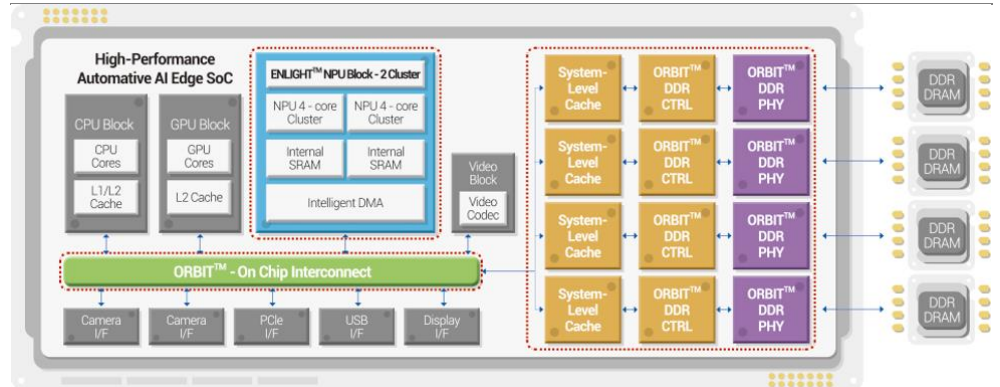 High-Performance
Automative AI Edge SoC
CPU Block
CPU
Cores
L1/L2
Cache
GPU Block
GPU
Cores
L2 Cache
ENLIGHT™ NPU Block - 2 Cluster
NPU 4 - core
Cluster
NPU 4 - core
Cluster
Internal
SRAM
Internal
SRAM
Intelligent DMA
Video
Block
Video
Codec
ORBIT™ - On Chip Interconnect
Camera
I/F
Camera
I/F
PCIe
I/F
USB
I/F
Display
I/F
System-
Level
Cache
ORBIT™
DDR
CTRL
ORBIT™
DDR
PHY
DDR
DRAM
System-
Level
Cache
ORBIT™
DDR
CTRL
ORBIT™
DDR
PHY
DDR
DRAM
System-
Level
Cache
ORBIT™
DDR
CTRL
ORBIT™
DDR
PHY
DDR
DRAM
System-
Level
Cache
ORBIT™
DDR
CTRL
ORBIT™
DDR
PHY
DDR
DRAM